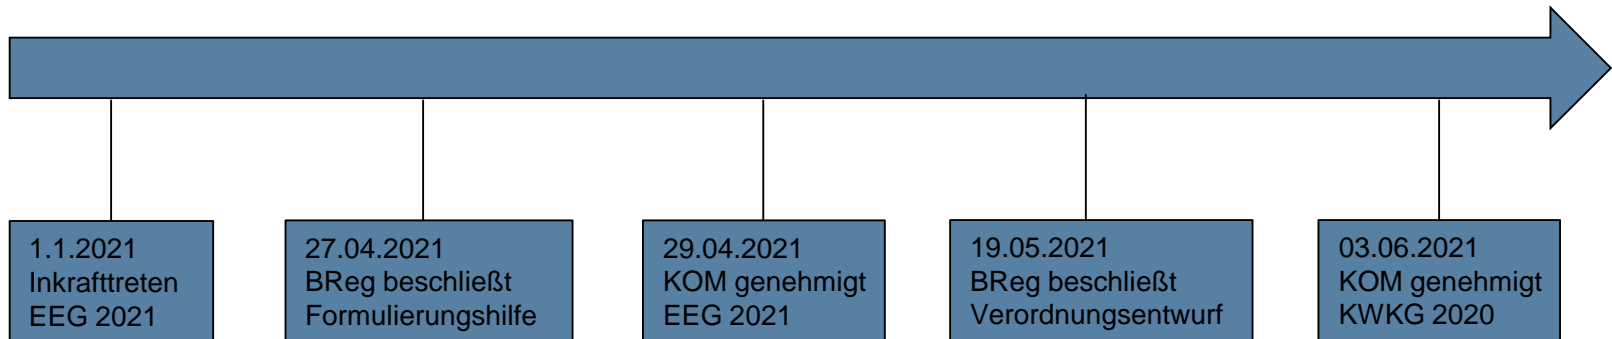 1.1.2021
Inkrafttreten
EEG 2021
27.04.2021
BReg beschließt
Formulierungshilfe
29.04.2021
KOM genehmigt
EEG 2021
19.05.2021
BReg beschließt
Verordnungsentwurf
03.06.2021
KOM genehmigt
KWKG 2020